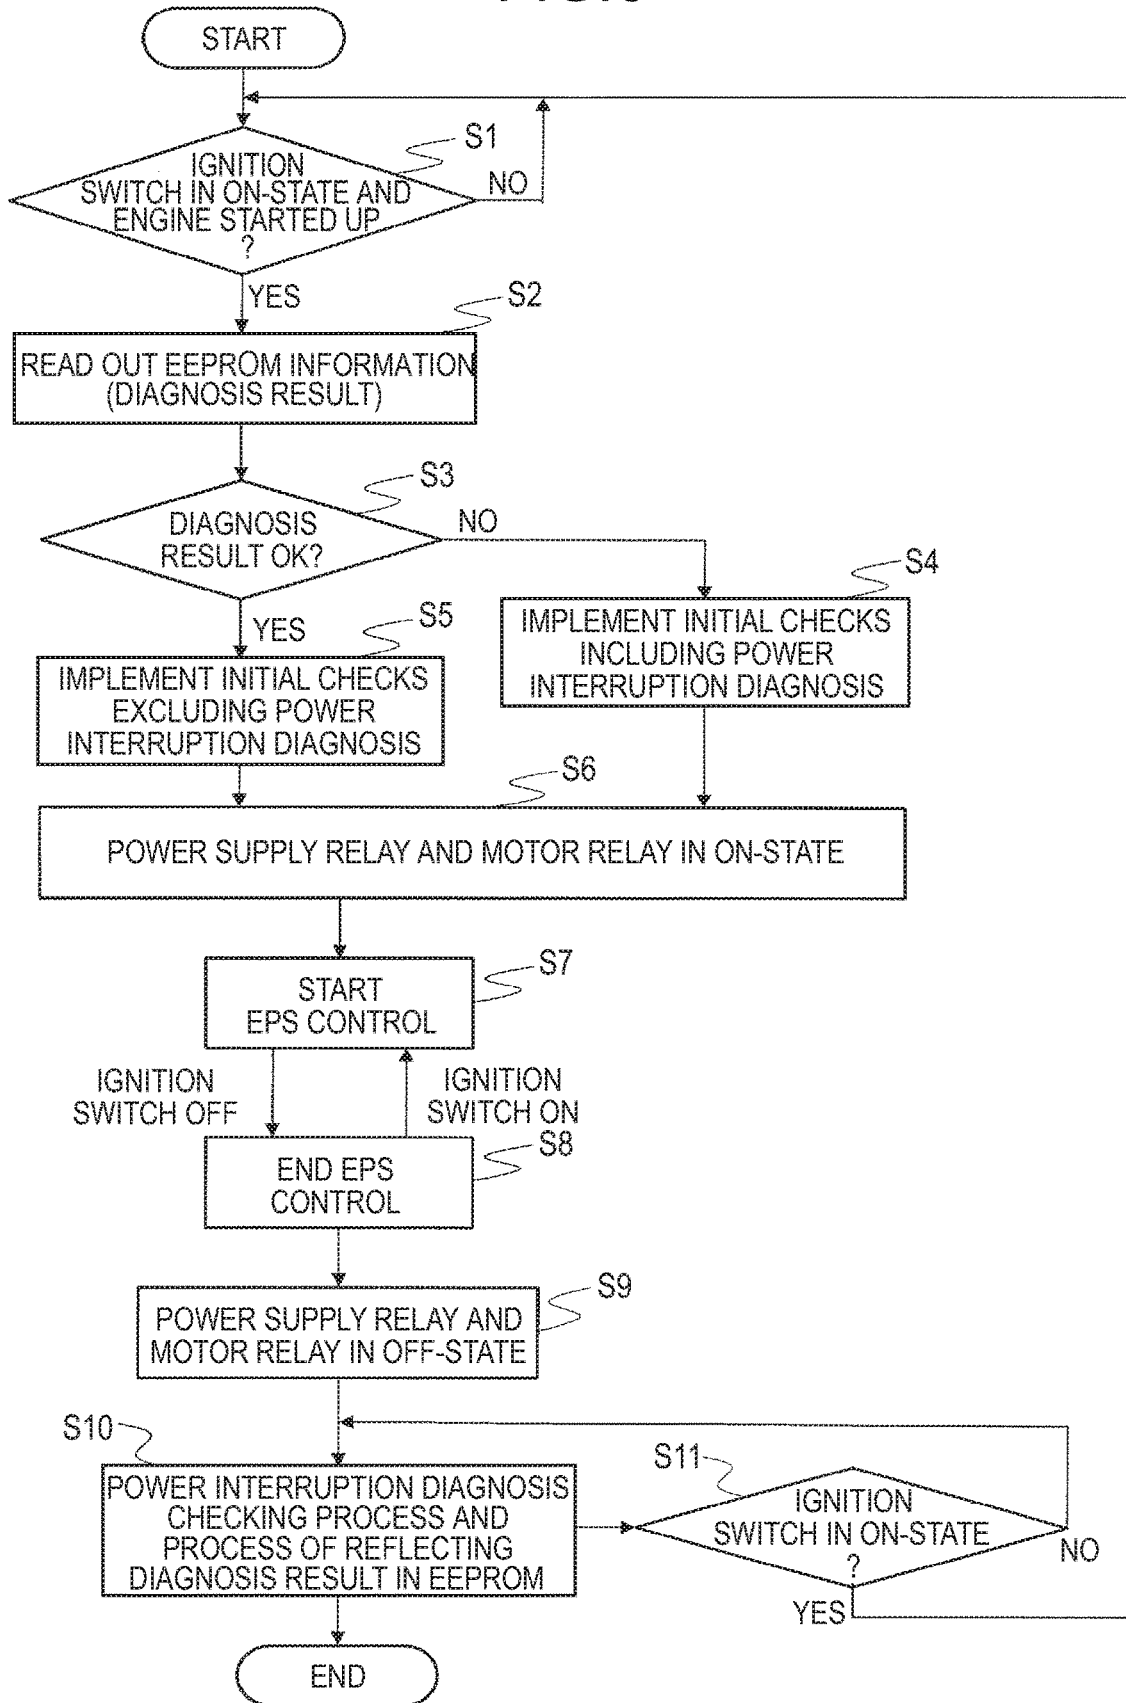 START
S1
IGNITION
SWITCH IN ON-STATE AND
ENGINE STARTED UP
?
NO
YES
S2
READ OUT EEPROM INFORMATION
(DIAGNOSIS RESULT)
S3
DIAGNOSIS
RESULT OK?
NO
YES
S4
IMPLEMENT INITIAL CHECKS
INCLUDING POWER
INTERRUPTION DIAGNOSIS
S5
IMPLEMENT INITIAL CHECKS
EXCLUDING POWER
INTERRUPTION DIAGNOSIS
S6
POWER SUPPLY RELAY AND MOTOR RELAY IN ON-STATE
S7
START
EPS CONTROL
IGNITION
SWITCH OFF
IGNITION
SWITCH ON
S8
END EPS
CONTROL
S9
POWER SUPPLY RELAY AND
MOTOR RELAY IN OFF-STATE
S10
POWER INTERRUPTION DIAGNOSIS
CHECKING PROCESS AND
PROCESS OF REFLECTING
DIAGNOSIS RESULT IN EEPROM
S11
IGNITION
SWITCH IN ON-STATE
?
NO
YES
END